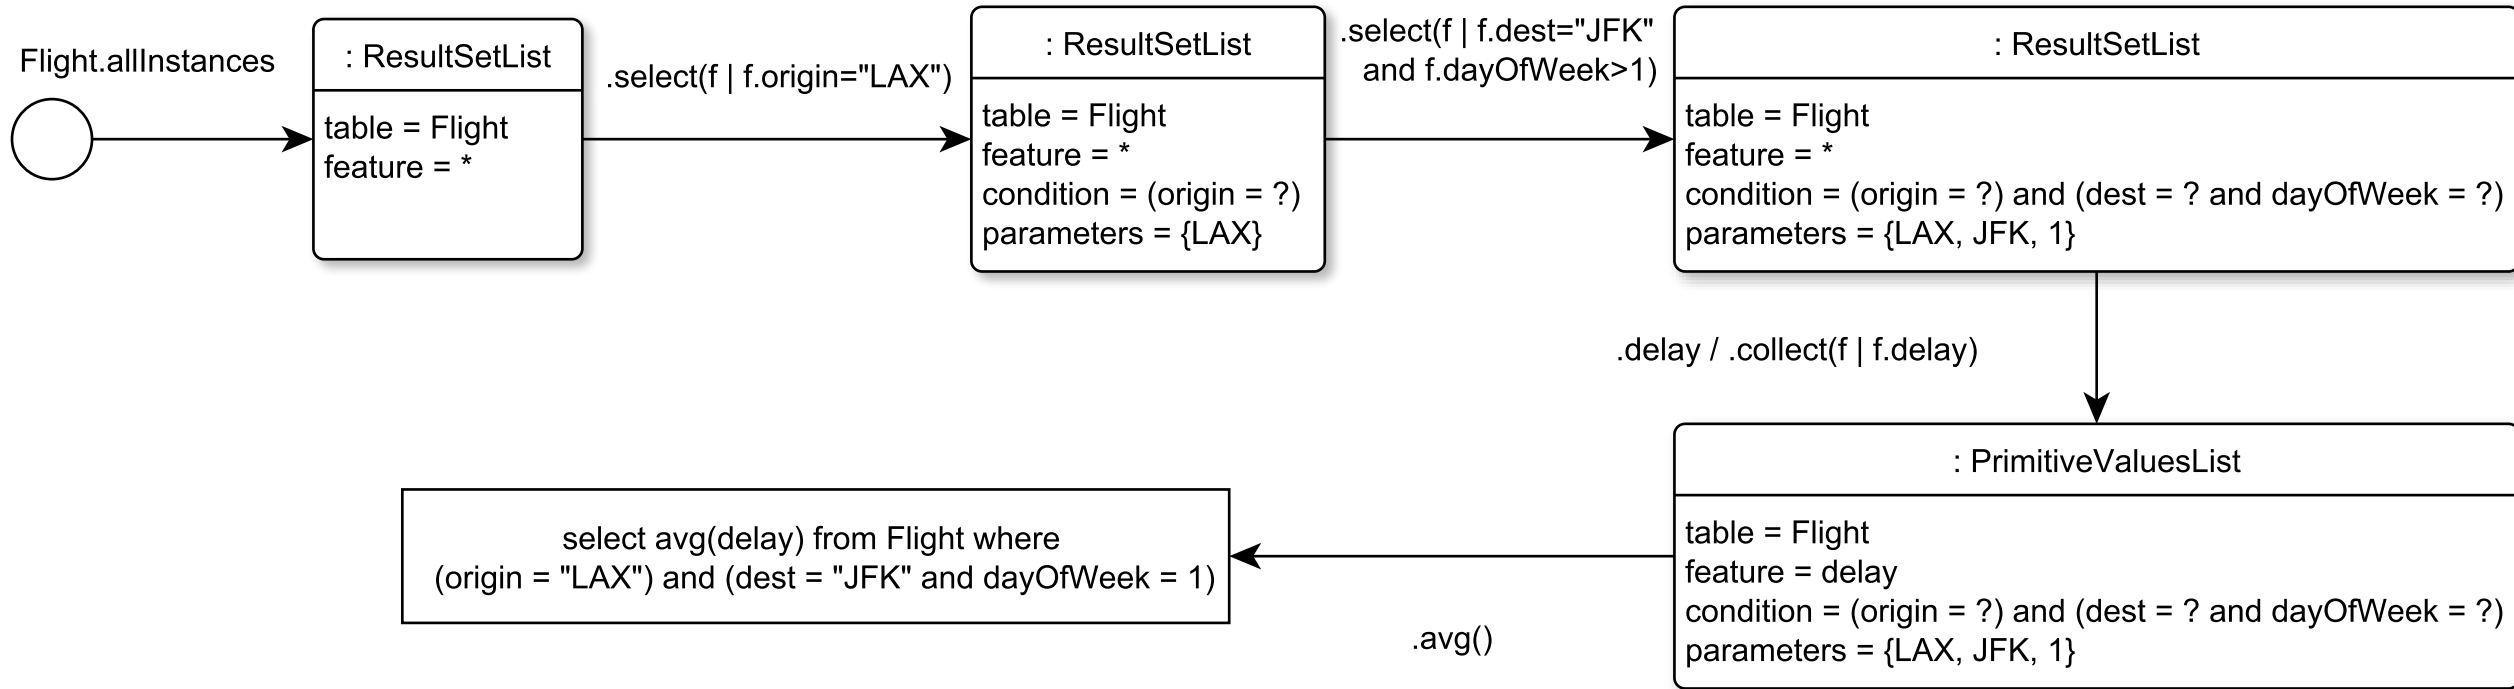 Flight.allInstances
: ResultSetList
table = Flight
feature = *
.select(f | f.origin="LAX")
: ResultSetList
table = Flight
feature = *
condition = (origin = ?)
parameters = {LAX}
.select(f | f.dest="JFK"
and f.dayOfWeek>1)
: ResultSetList
table = Flight
feature = *
condition = (origin = ?) and (dest = ? and dayOfWeek = ?)
parameters = {LAX, JFK, 1}
.delay / .collect(f | f.delay)
: PrimitiveValuesList
table = Flight
feature = delay
condition = (origin = ?) and (dest = ? and dayOfWeek = ?)
parameters = {LAX, JFK, 1}
.avg()
select avg(delay) from Flight where
(origin = "LAX") and (dest = "JFK" and dayOfWeek = 1)